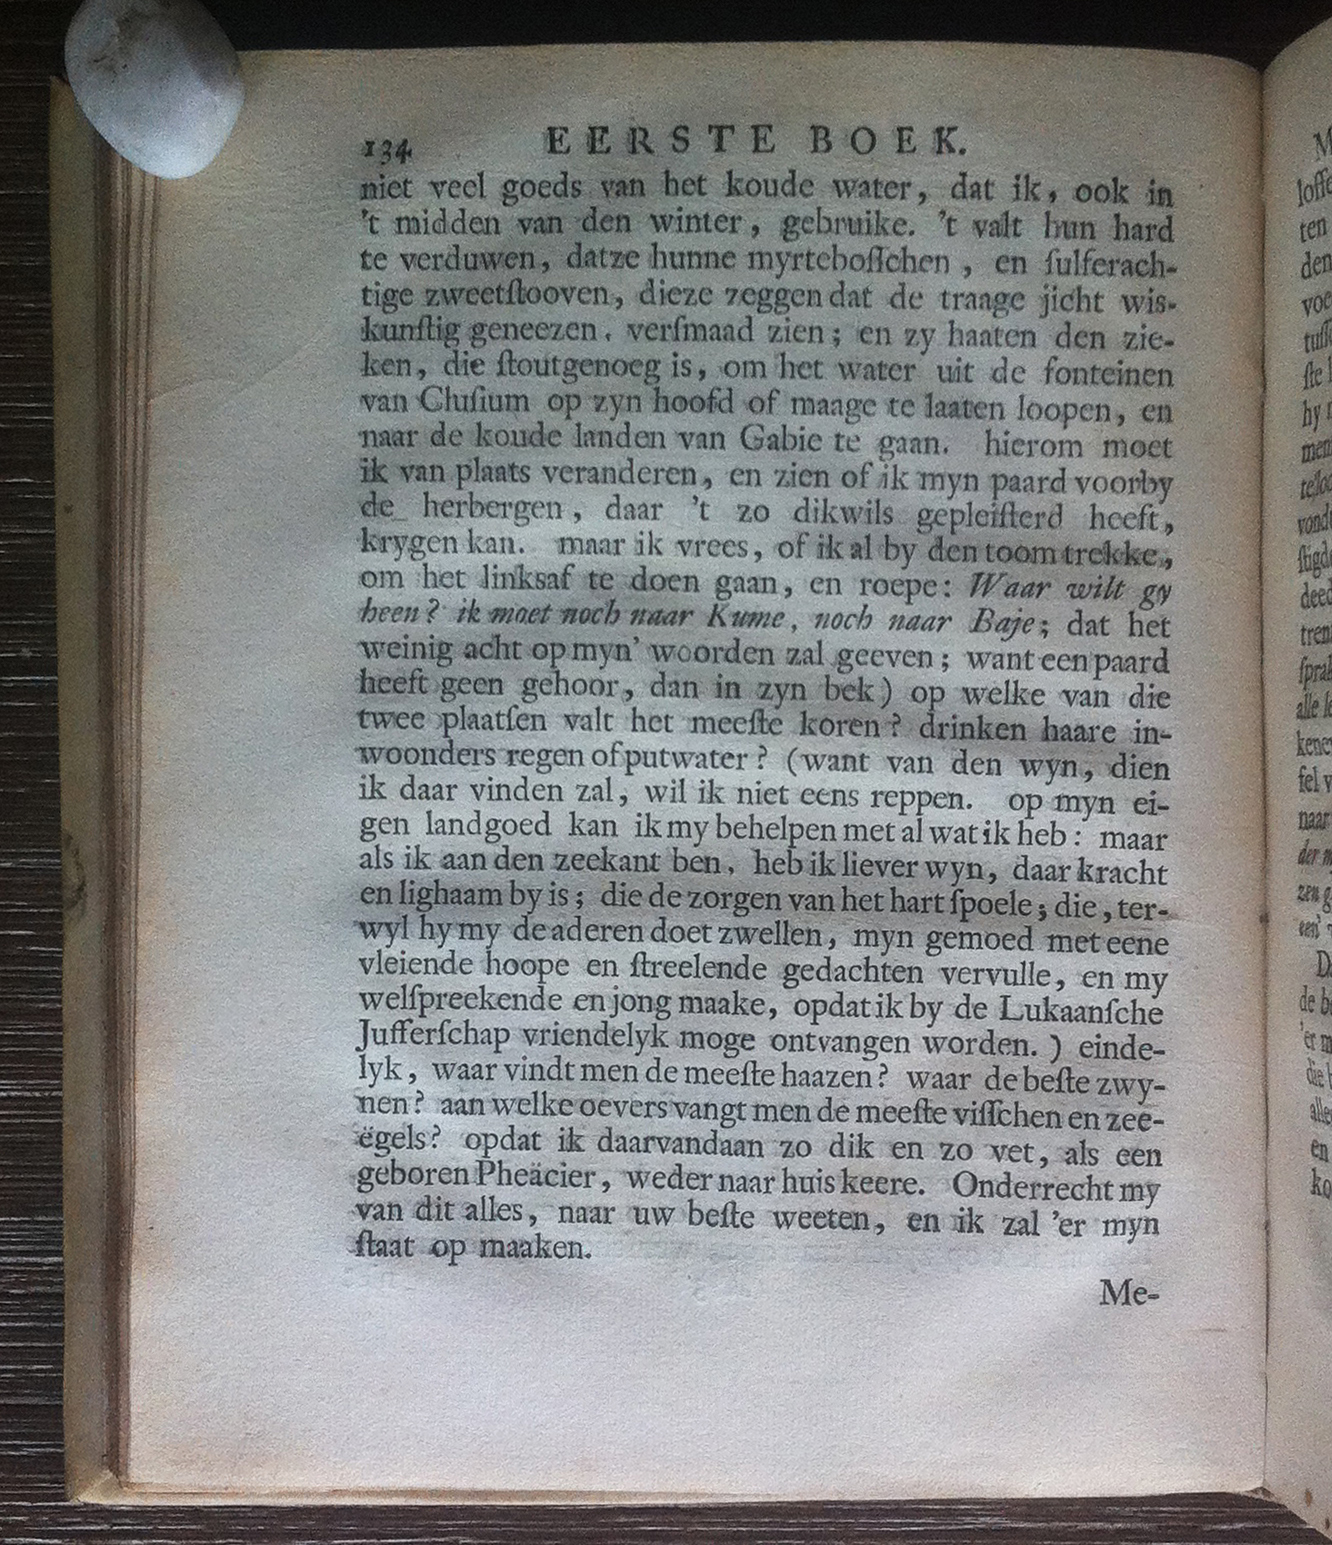 134 EERSTE BOEK.
niet veel goeds van het koude water, dat ik, ook in
't midden van den winter, gebruike. 't valt hun hard
te verduwen, datze hunne myrteboſſchen, en ſulferach-
tige zweetſtooven, dieze zeggen dat de traage jicht wis-
kunſtig geneezen, verſmaad zien; en zy haaten den zie-
ken, die ſtoutgenoeg is, om het water uit de fonteinen
van Cluſium op zyn hoofd of maage te laaten loopen, en
naar de koude landen van Gabie te gaan. hierom moet
ik van plaats veranderen, en zien of ik myn paard voorby
de herbergen, daar 't zo dikwils gepleiſterd heeft,
krygen kan. maar ik vrees, of ik al by den toom trekke,
om het linksaf te doen gaan, en roepe: Waar wilt gy
heen? ik moet noch naar Kume, noch naar Baje; dat het
weinig acht op myn' woorden zal geeven; want een paard
heeft geen gehoor, dan in zyn bek) op welke van die
twee plaatſen valt het meeſte koren? drinken haare in-
woonders regen of putwater? (want van den wyn, dien
ik daar vinden zal, wil ik niet eens reppen. op myn ei-
gen landgoed kan ik my behelpen met al wat ik heb: maar
als ik aan den zeekant ben, heb ik liever wyn, daar kracht
en lighaam by is; die de zorgen van het hart ſpoele; die, ter-
wyl hy my de aderen doet zwellen, myn gemoed met eene
vleiende hoope en ſtreelende gedachten vervulle, en my
welſpreekende en jong maake, opdat ik by de Lukaanſche
Jufferſchap vriendelyk moge ontvangen worden. ) einde-
lyk, waar vindt men de meeſte haazen? waar de beſte zwy-
nen? aan welke oevers vangt men de meeſte viſſchen en zee-
ëgels? opdat ik daarvandaan zo dik en zo vet, als een
geboren Pheäcier, weder naar huis keere. Onderrecht my
van dit alles, naar uw beſte weeten, en ik zal 'er myn
ſtaat op maaken.
Me-